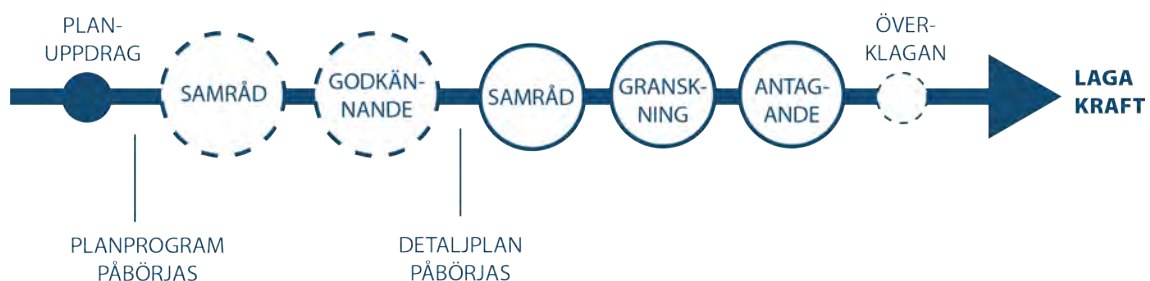 PLAN-
UPPDRAG
SAMRÅD
GODKÄN-
NANDE
SAMRÅD
GRANSK-
NING
ANTAG-
ANDE
ÖVER-
KLAGAN
LAGA
KRAFT
PLANPROGRAM
PÅBÖRJAS
DETALJPLAN
PÅBÖRJAS